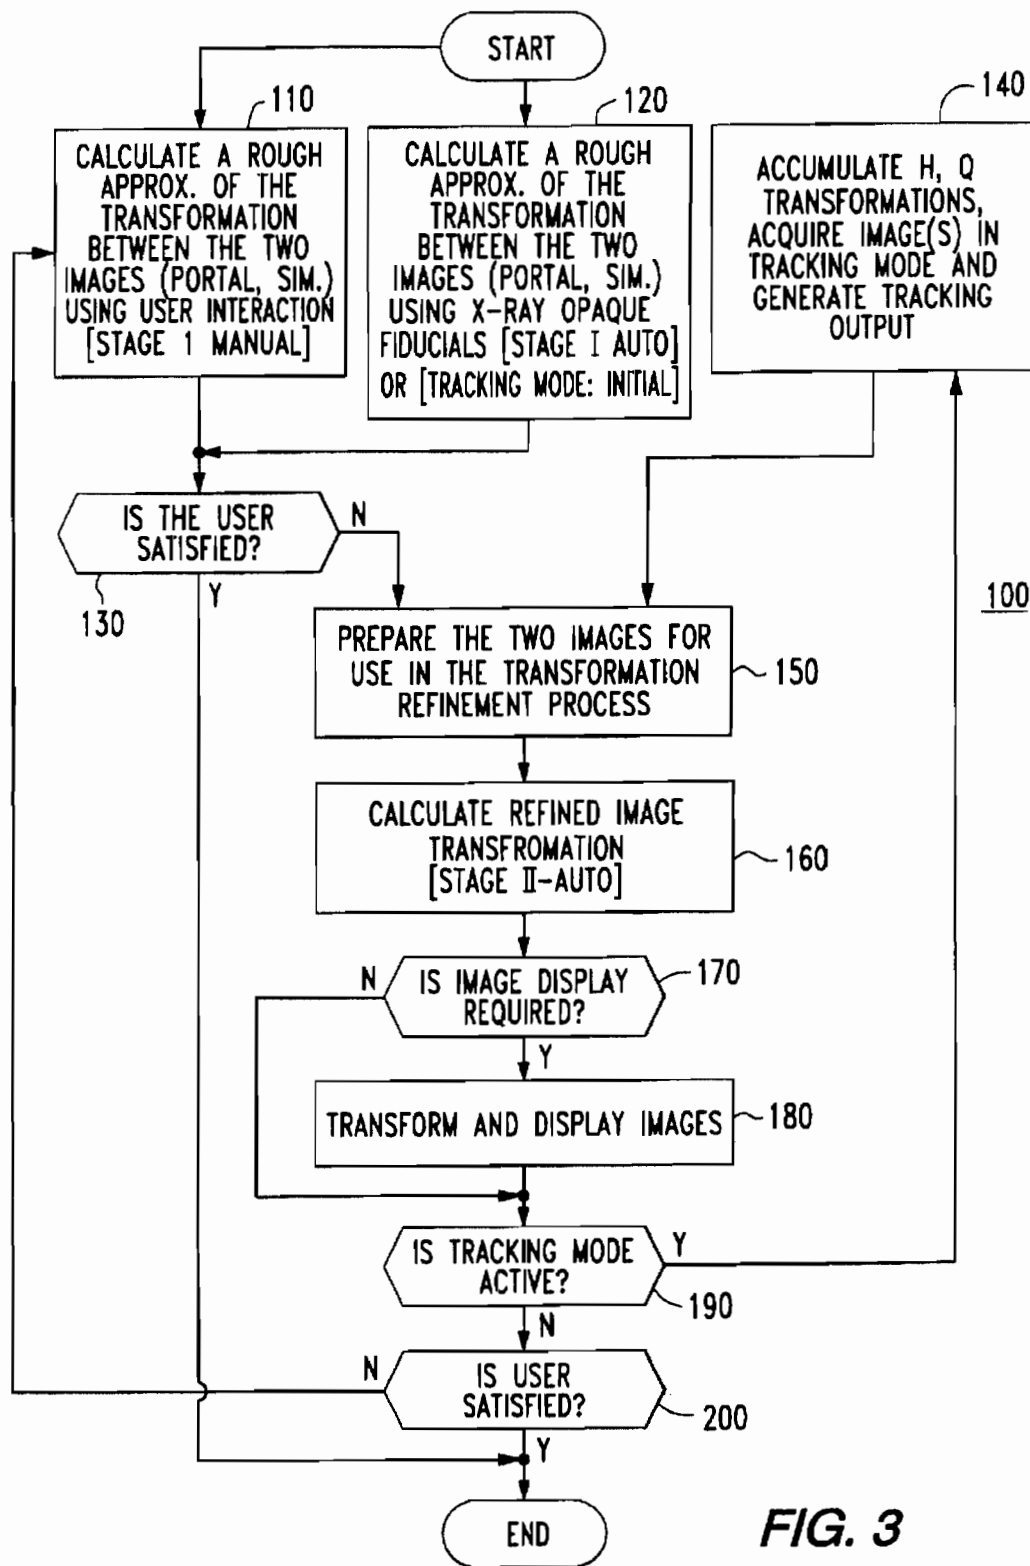 START
110
CALCULATE A ROUGH
APPROX. OF THE
TRANSFORMATION
BETWEEN THE TWO
IMAGES (PORTAL, SIM.)
USING USER INTERACTION
[STAGE 1 MANUAL]
120
CALCULATE A ROUGH
APPROX. OF THE
TRANSFORMATION
BETWEEN THE TWO
IMAGES (PORTAL, SIM.)
USING X-RAY OPAQUE
FIDUCIALS [STAGE I AUTO]
OR [TRACKING MODE: INITIAL]
140
ACCUMULATE H, Q
TRANSFORMATIONS,
ACQUIRE IMAGE(S) IN
TRACKING MODE AND
GENERATE TRACKING
OUTPUT
IS THE USER
SATISFIED?
N
Y
130
100
PREPARE THE TWO IMAGES FOR
USE IN THE TRANSFORMATION
REFINEMENT PROCESS
150
CALCULATE REFINED IMAGE
TRANSFROMATION
[STAGE II-AUTO]
160
N
IS IMAGE DISPLAY
REQUIRED?
170
Y
TRANSFORM AND DISPLAY IMAGES
180
IS TRACKING MODE
ACTIVE?
Y
190
N
N
IS USER
SATISFIED?
200
Y
END
FIG. 3